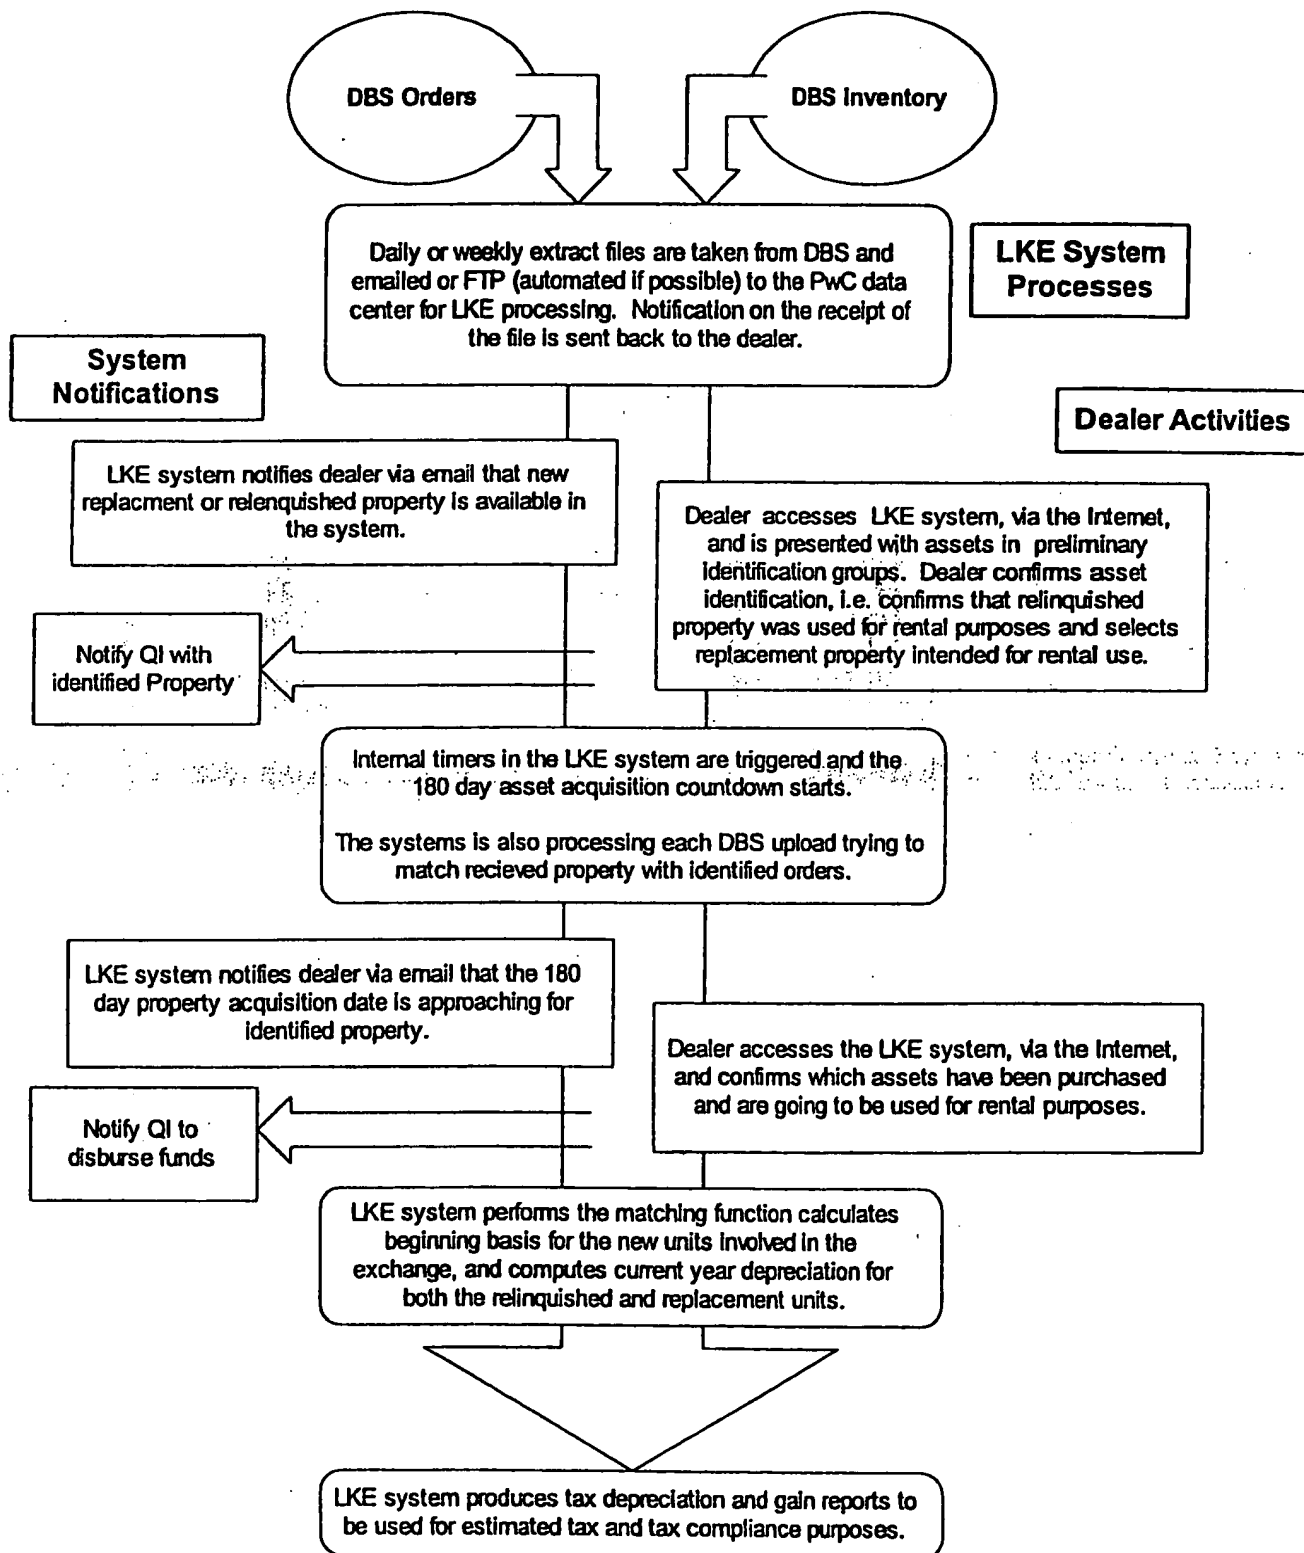 DBS Orders
DBS Inventory
Daily or weekly extract files are taken from DBS and
emailed or FTP (automated if possible) to the PwC data
center for LKE processing. Notification on the receipt of
the file is sent back to the dealer.
LKE System
Processes
System
Notifications
Dealer Activities
LKE system notifies dealer via email that new
replacment or relenquished property is available in
the system.
Dealer accesses LKE system, via the Internet,
and is presented with assets in preliminary
identification groups. Dealer confirms asset
identification, i.e. confirms that relinquished
property was used for rental purposes and selects
replacement property intended for rental use.
Notify QI with
identified Property
Internal timers in the LKE system are triggered and the
180 day asset acquisition countdown starts.
The systems is also processing each DBS upload trying to
match recieved property with identified orders.
LKE system notifies dealer via email that the 180
day property acquisition date is approaching for
identified property.
Dealer accesses the LKE system, via the Internet,
and confirms which assets have been purchased
and are going to be used for rental purposes.
Notify QI to
disburse funds
LKE system performs the matching function calculates
beginning basis for the new units involved in the
exchange, and computes current year depreciation for
both the relinquished and replacement units.
LKE system produces tax depreciation and gain reports to
be used for estimated tax and tax compliance purposes.